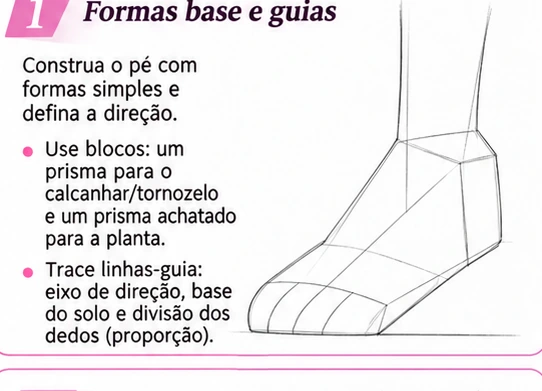 1 Formas base e guias
Construa o pé com
formas simples e
defina a direção.
Use blocos: um
prisma para o
calcanhar/tornozelo
e um prisma achatado
para a planta.
Trace linhas-guia:
eixo de direção, base
do solo e divisão dos
dedos (proporção).